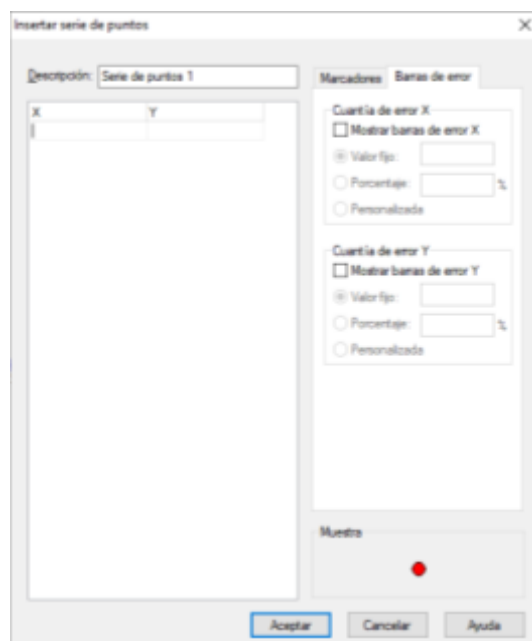 Insertar serie de puntos
Descripción: Serie de puntos 1
X Y
Marcadores Barras de error
Cuantía de error X
Mostrar barras de error X
Valor fijo:
Porcentaje: %
Personalizada
Cuantía de error Y
Mostrar barras de error Y
Valor fijo:
Porcentaje: %
Personalizada
Muestra
Aceptar Cancelar Ayuda